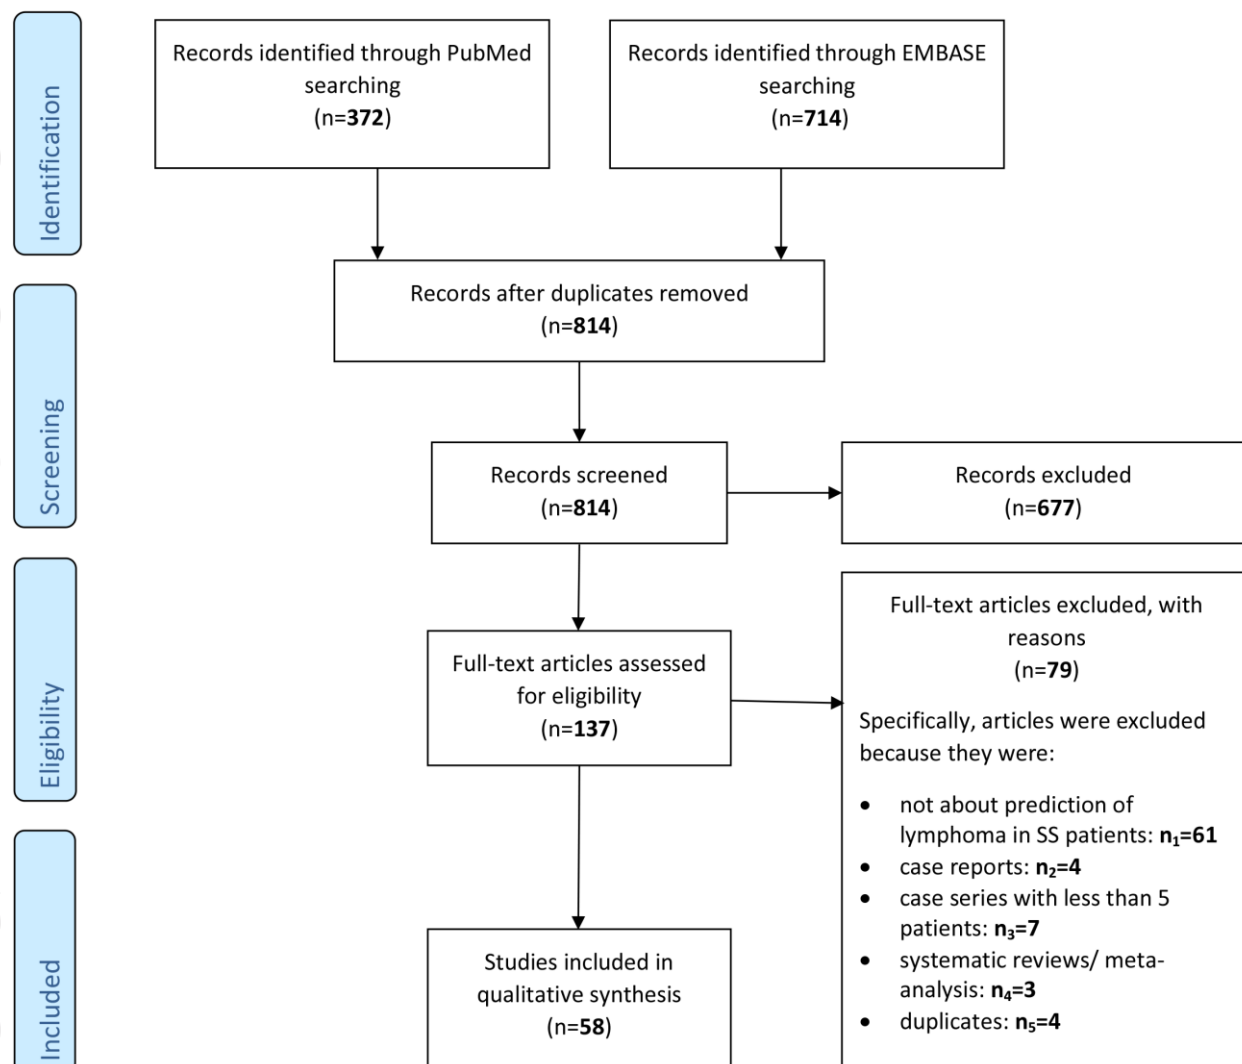 Identification
Records identified through PubMed
searching
(n=372)
Records identified through EMBASE
searching
(n=714)
Records after duplicates removed
(n=814)
Screening
Records screened
(n=814)
Records excluded
(n=677)
Eligibility
Full-text articles assessed
for eligibility
(n=137)
Full-text articles excluded, with
reasons
(n=79)
Specifically, articles were excluded
because they were:
• not about prediction of
lymphoma in SS patients: n₁=61
• case reports: n₂=4
• case series with less than 5
patients: n₃=7
• systematic reviews/ meta-
analysis: n₄=3
• duplicates: n₅=4
Included
Studies included in
qualitative synthesis
(n=58)